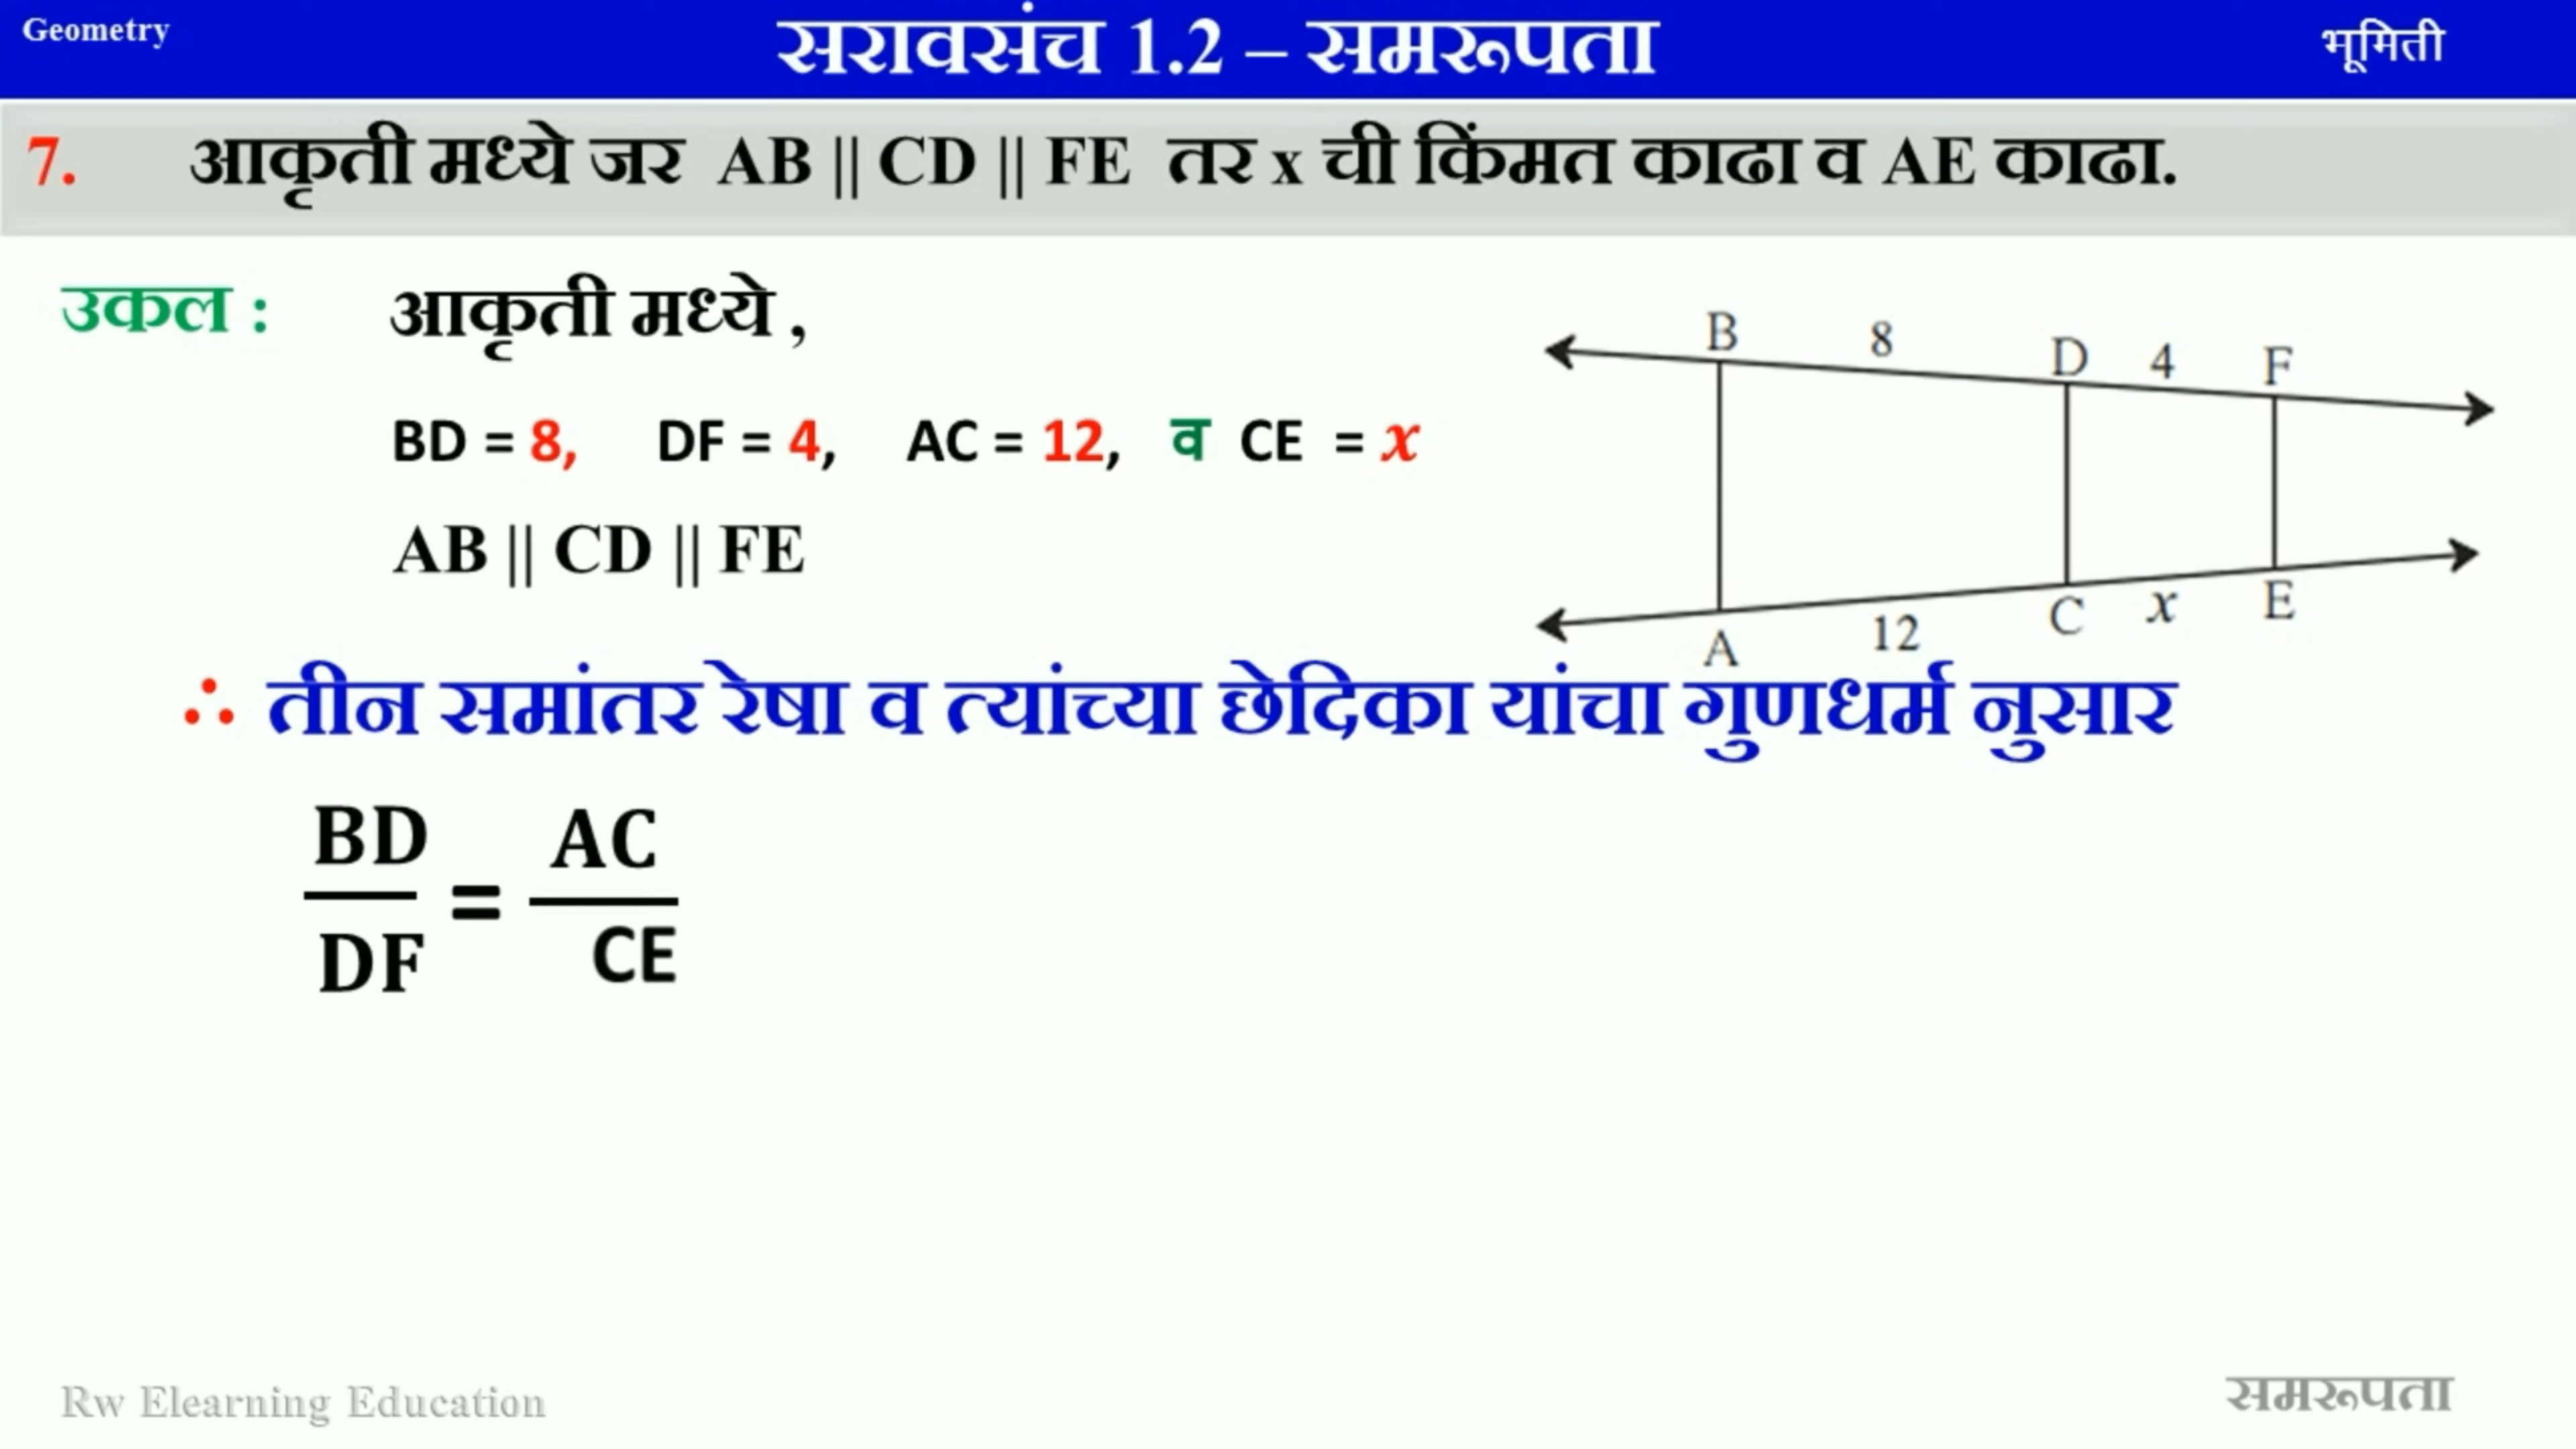 Geometry
सरावसंच 1.2 – समरूपता
भूमिती
7. आकृती मध्ये जर AB || CD || FE तर x ची किंमत काढा व AE काढा.
उकल : आकृती मध्ये ,
BD = 8, DF = 4, AC = 12, व CE = x
AB || CD || FE
B 8 D 4 F
A 12 C x E
∴ तीन समांतर रेषा व त्यांच्या छेदिका यांचा गुणधर्म नुसार
BD AC
=
DF CE
Rw Elearning Education
समरूपता